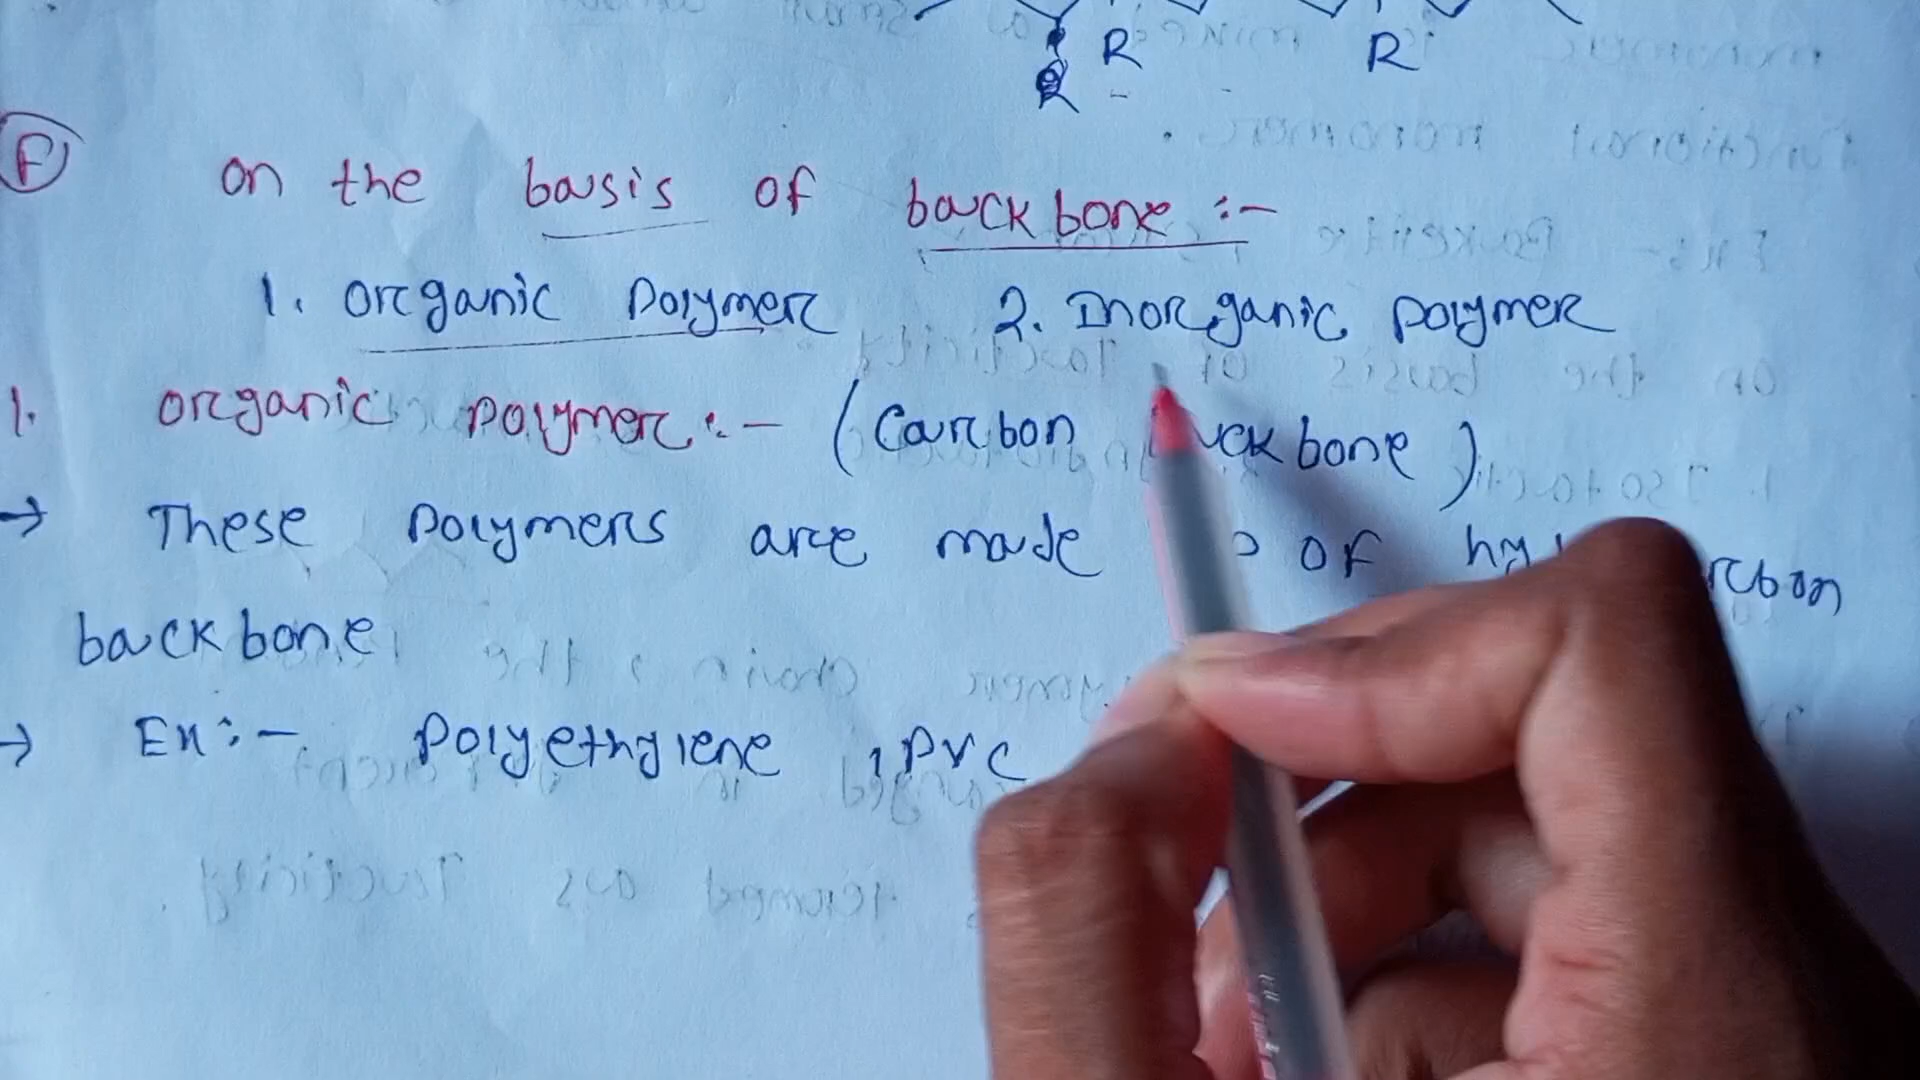 R R
R
F on the basis of backbone :-
1. organic polymer 2. Inorganic polymer
1. organic polymer :- (Carbon backbone)
→ These polymers are made of
backbone
→ Ex :- polyethylene , PVC